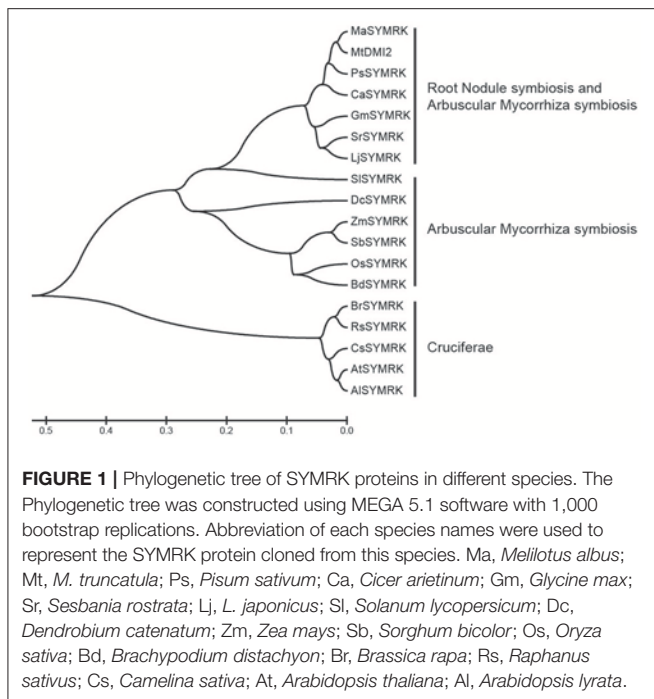 MaSYMRK
MtDMI2
PsSYMRK
CaSYMRK
GmSYMRK
SrSYMRK
LjSYMRK
Root Nodule symbiosis and
Arbuscular Mycorrhiza symbiosis
SlSYMRK
DcSYMRK
ZmSYMRK
SbSYMRK
OsSYMRK
BdSYMRK
Arbuscular Mycorrhiza symbiosis
BrSYMRK
RsSYMRK
CsSYMRK
AtSYMRK
AlSYMRK
Cruciferae
0.5 0.4 0.3 0.2 0.1 0.0
FIGURE 1 | Phylogenetic tree of SYMRK proteins in different species. The
Phylogenetic tree was constructed using MEGA 5.1 software with 1,000
bootstrap replications. Abbreviation of each species names were used to
represent the SYMRK protein cloned from this species. Ma, Melilotus albus;
Mt, M. truncatula; Ps, Pisum sativum; Ca, Cicer arietinum; Gm, Glycine max;
Sr, Sesbania rostrata; Lj, L. japonicus; Sl, Solanum lycopersicum; Dc,
Dendrobium catenatum; Zm, Zea mays; Sb, Sorghum bicolor; Os, Oryza
sativa; Bd, Brachypodium distachyon; Br, Brassica rapa; Rs, Raphanus
sativus; Cs, Camelina sativa; At, Arabidopsis thaliana; Al, Arabidopsis lyrata.